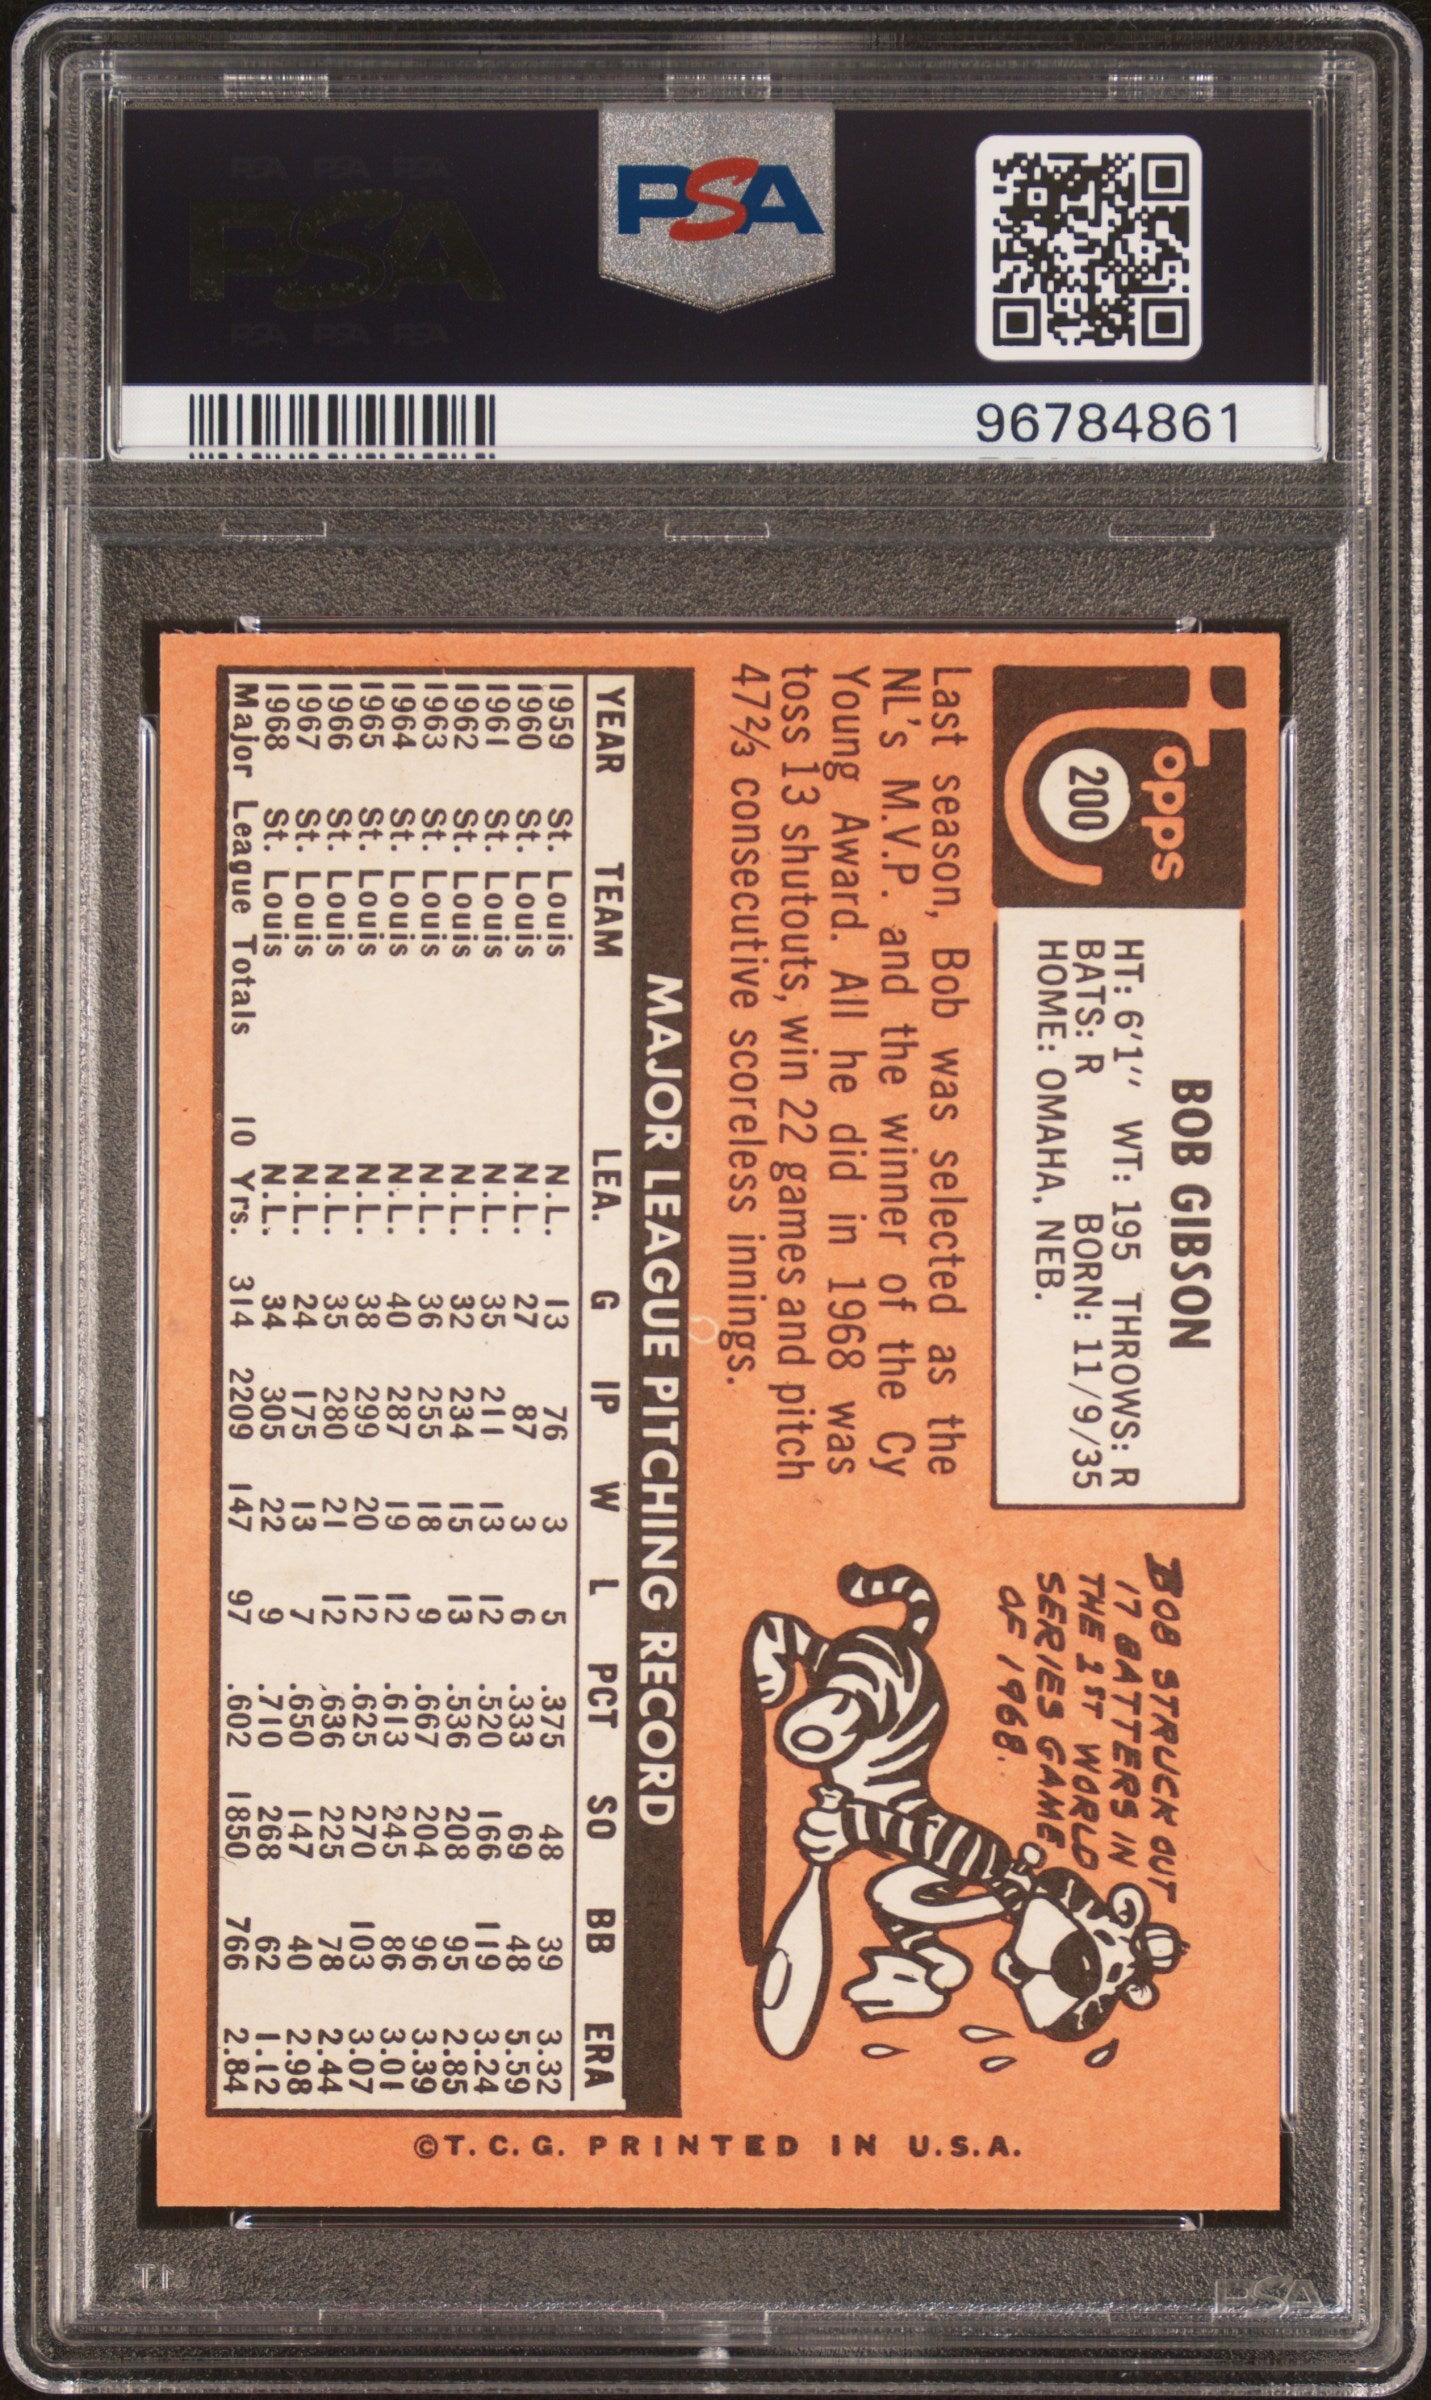 PSA PSA PSA
PSA
PSA PSA PSA
PSA
96784861
Topps
200
BOB GIBSON
HT: 6'1" WT: 195 THROWS: R
BATS: R BORN: 11/9/35
HOME: OMAHA, NEB.
BOB STRUCK OUT
17 BATTERS IN
THE 1ST WORLD
SERIES GAME
OF 1968.
Last season, Bob was selected as the
NL's M.V.P. and the winner of the Cy
Young Award. All he did in 1968 was
toss 13 shutouts, win 22 games and pitch
47⅔ consecutive scoreless innings.
MAJOR LEAGUE PITCHING RECORD
YEAR TEAM LEA. G IP W L PCT SO BB ERA
1959 St. Louis N.L. 13 76 3 5 .375 48 39 3.32
1960 St. Louis N.L. 27 87 3 6 .333 69 48 5.59
1961 St. Louis N.L. 35 211 13 12 .520 166 119 3.24
1962 St. Louis N.L. 32 234 15 13 .536 208 95 2.85
1963 St. Louis N.L. 36 255 18 9 .667 204 96 3.39
1964 St. Louis N.L. 40 287 19 12 .613 245 86 3.01
1965 St. Louis N.L. 38 299 20 12 .625 270 103 3.07
1966 St. Louis N.L. 35 280 21 12 .636 225 78 2.44
1967 St. Louis N.L. 24 175 13 7 .650 147 40 2.98
1968 St. Louis N.L. 34 305 22 9 .710 268 62 1.12
Major League Totals 10 Yrs. 314 2209 147 97 .602 1850 766 2.84
©T.C.G. PRINTED IN U.S.A.
PSA